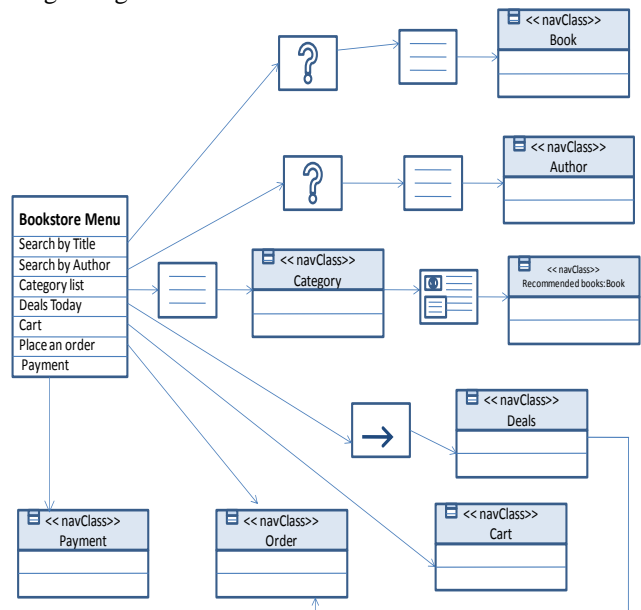 << navClass>>
Book
<< navClass>>
Author
Bookstore Menu
Search by Title
Search by Author
Category list
Deals Today
Cart
Place an order
Payment
<< navClass>>
Category
<< navClass>>
Recommended books:Book
<< navClass>>
Deals
<< navClass>>
Payment
<< navClass>>
Order
<< navClass>>
Cart